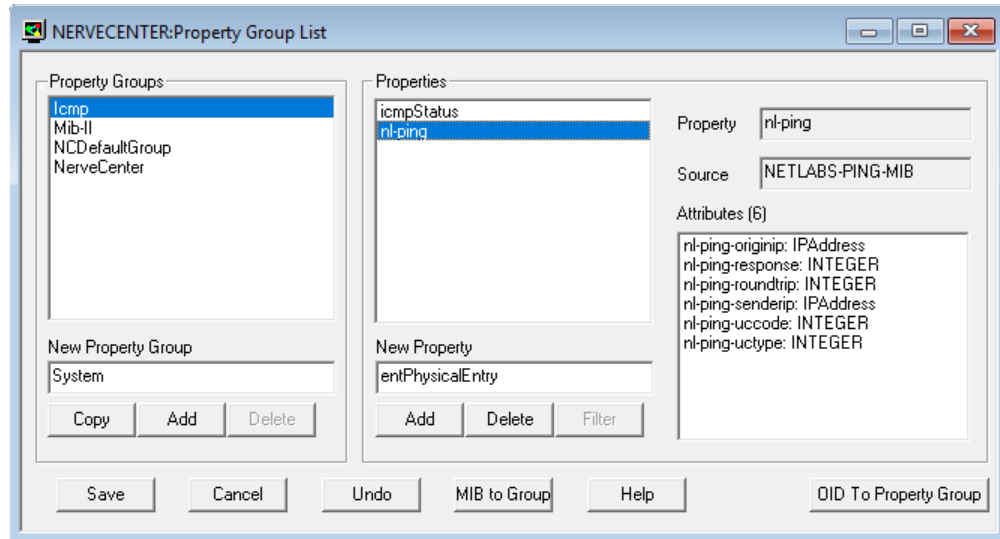 NERVECENTER:Property Group List
Property Groups
Icmp
Mib-II
NCDefaultGroup
NerveCenter
New Property Group
System
Copy
Add
Delete
Properties
icmpStatus
nl-ping
New Property
entPhysicalEntry
Add
Delete
Filter
Property
nl-ping
Source
NETLABS-PING-MIB
Attributes (6)
nl-ping-originip: IPAddress
nl-ping-response: INTEGER
nl-ping-roundtrip: INTEGER
nl-ping-senderip: IPAddress
nl-ping-uccode: INTEGER
nl-ping-uctype: INTEGER
Save
Cancel
Undo
MIB to Group
Help
OID To Property Group